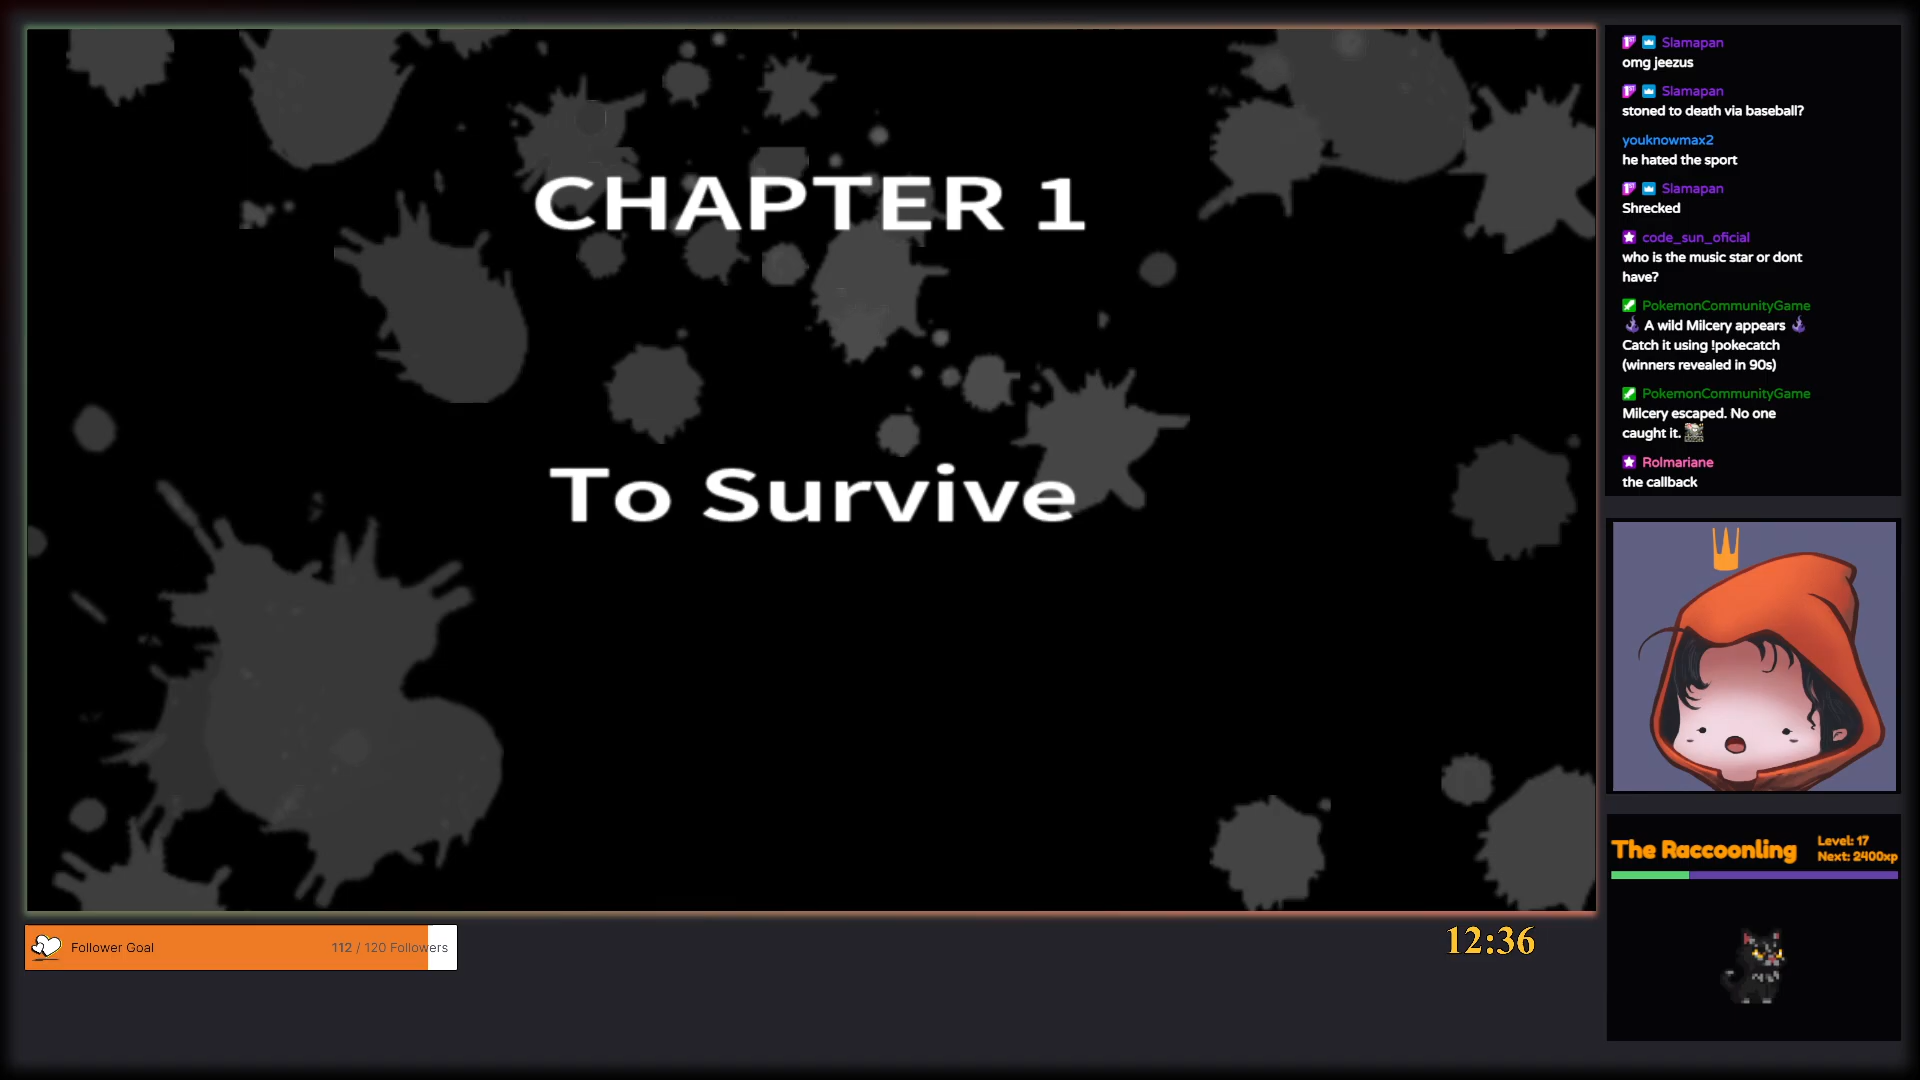 CHAPTER 1
To Survive
Slamapan
omg jeezus
Slamapan
stoned to death via baseball?
youknowmax2
he hated the sport
Slamapan
Shrecked
code_sun_oficial
who is the music star or dont
have?
PokemonCommunityGame
A wild Milcery appears
Catch it using !pokecatch
(winners revealed in 90s)
PokemonCommunityGame
Milcery escaped. No one
caught it.
Rolmariane
the callback
The Raccoonling
Level: 17
Next: 2400xp
Follower Goal
112 / 120 Followers
12:36